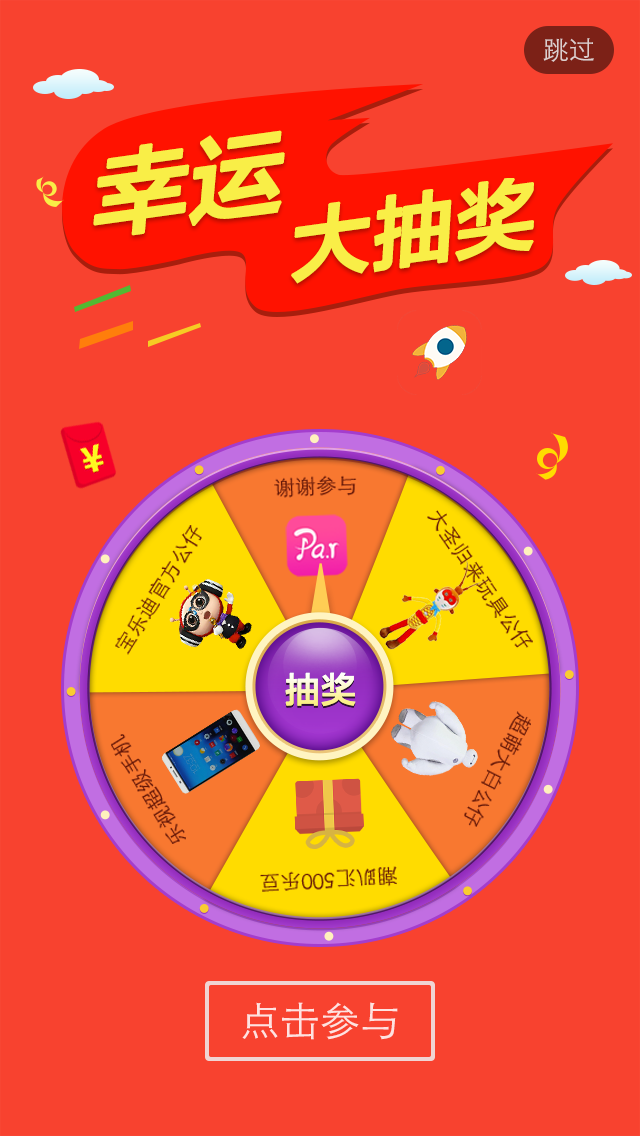 跳过
幸运
大抽奖
¥
谢谢参与
大圣归来玩具公仔
超萌大白公仔
潮趴汇500乐豆
乐视超级手机
宝乐迪官方公仔
Pa.r
抽奖
点击参与